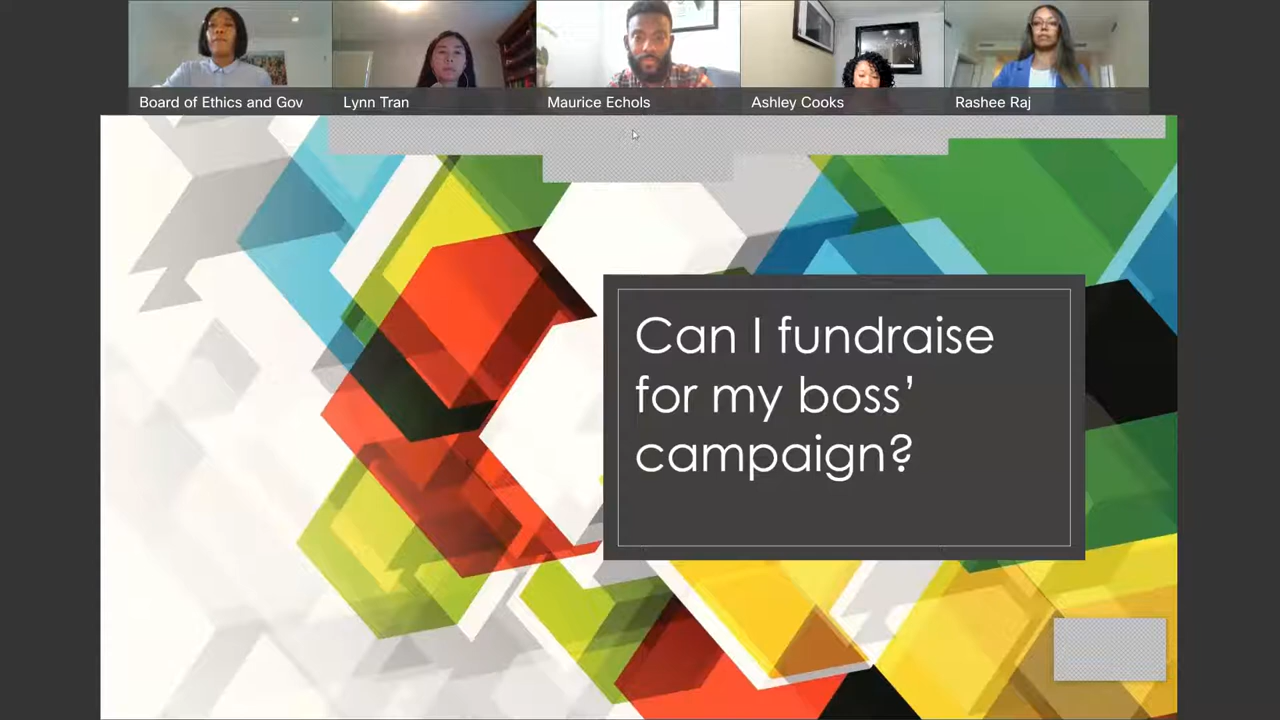 Board of Ethics and Gov
Lynn Tran
Maurice Echols
Ashley Cooks
Rashee Raj
Can I fundraise
for my boss’
campaign?